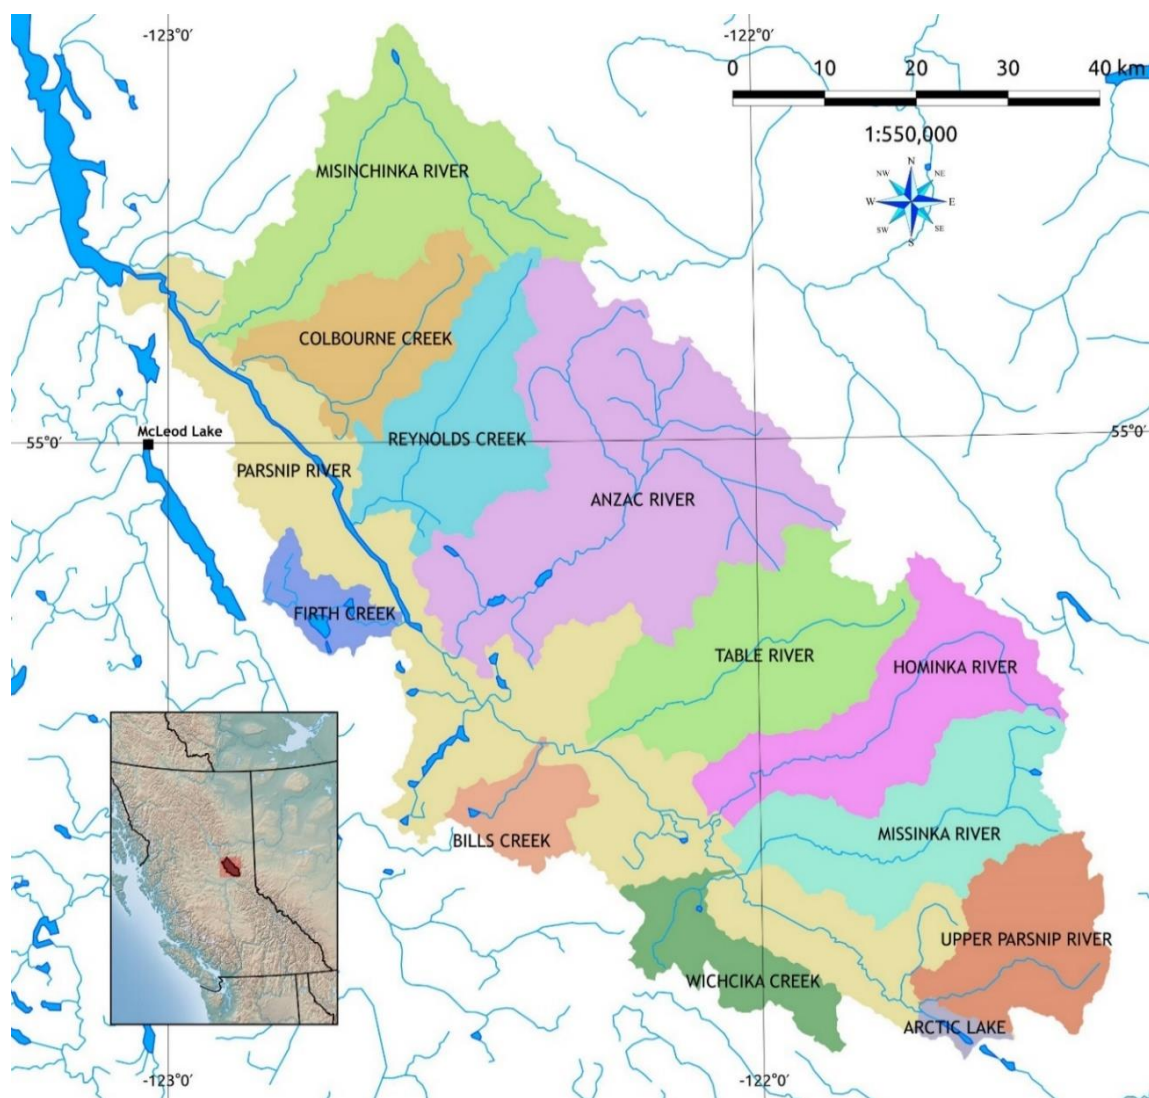 -123°0'
-122°0'
0 10 20 30 40 km
1:550,000
N
NW
NE
W
E
SW
SE
S
MISINCHINKA RIVER
COLBOURNE CREEK
McLeod Lake
55°0'
55°0'
REYNOLDS CREEK
PARSNIP RIVER
ANZAC RIVER
FIRTH CREEK
TABLE RIVER
HOMINKA RIVER
MISSINKA RIVER
BILLS CREEK
UPPER PARSNIP RIVER
WICHCIKA CREEK
ARCTIC LAKE
-123°0'
-122°0'